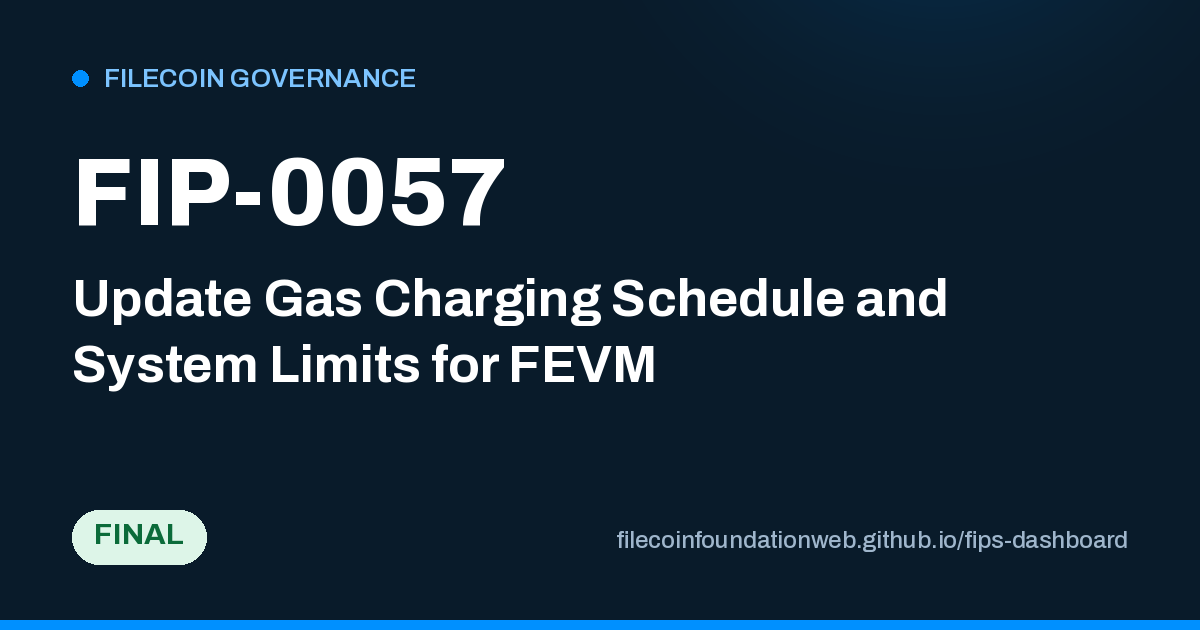 FILECOIN GOVERNANCE
FIP-0057
Update Gas Charging Schedule and
System Limits for FEVM
FINAL
filecoinfoundationweb.github.io/fips-dashboard